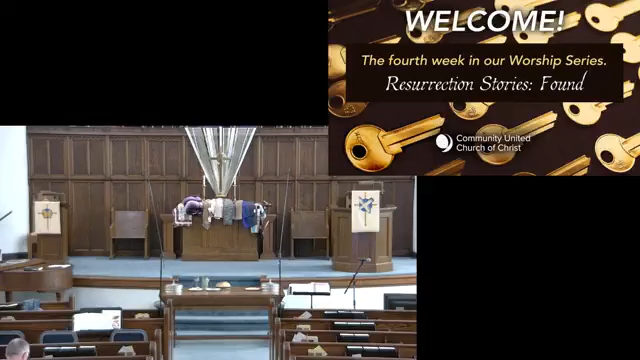 WELCOME!
The fourth week in our Worship Series.
Resurrection Stories: Found
Community United
Church of Christ